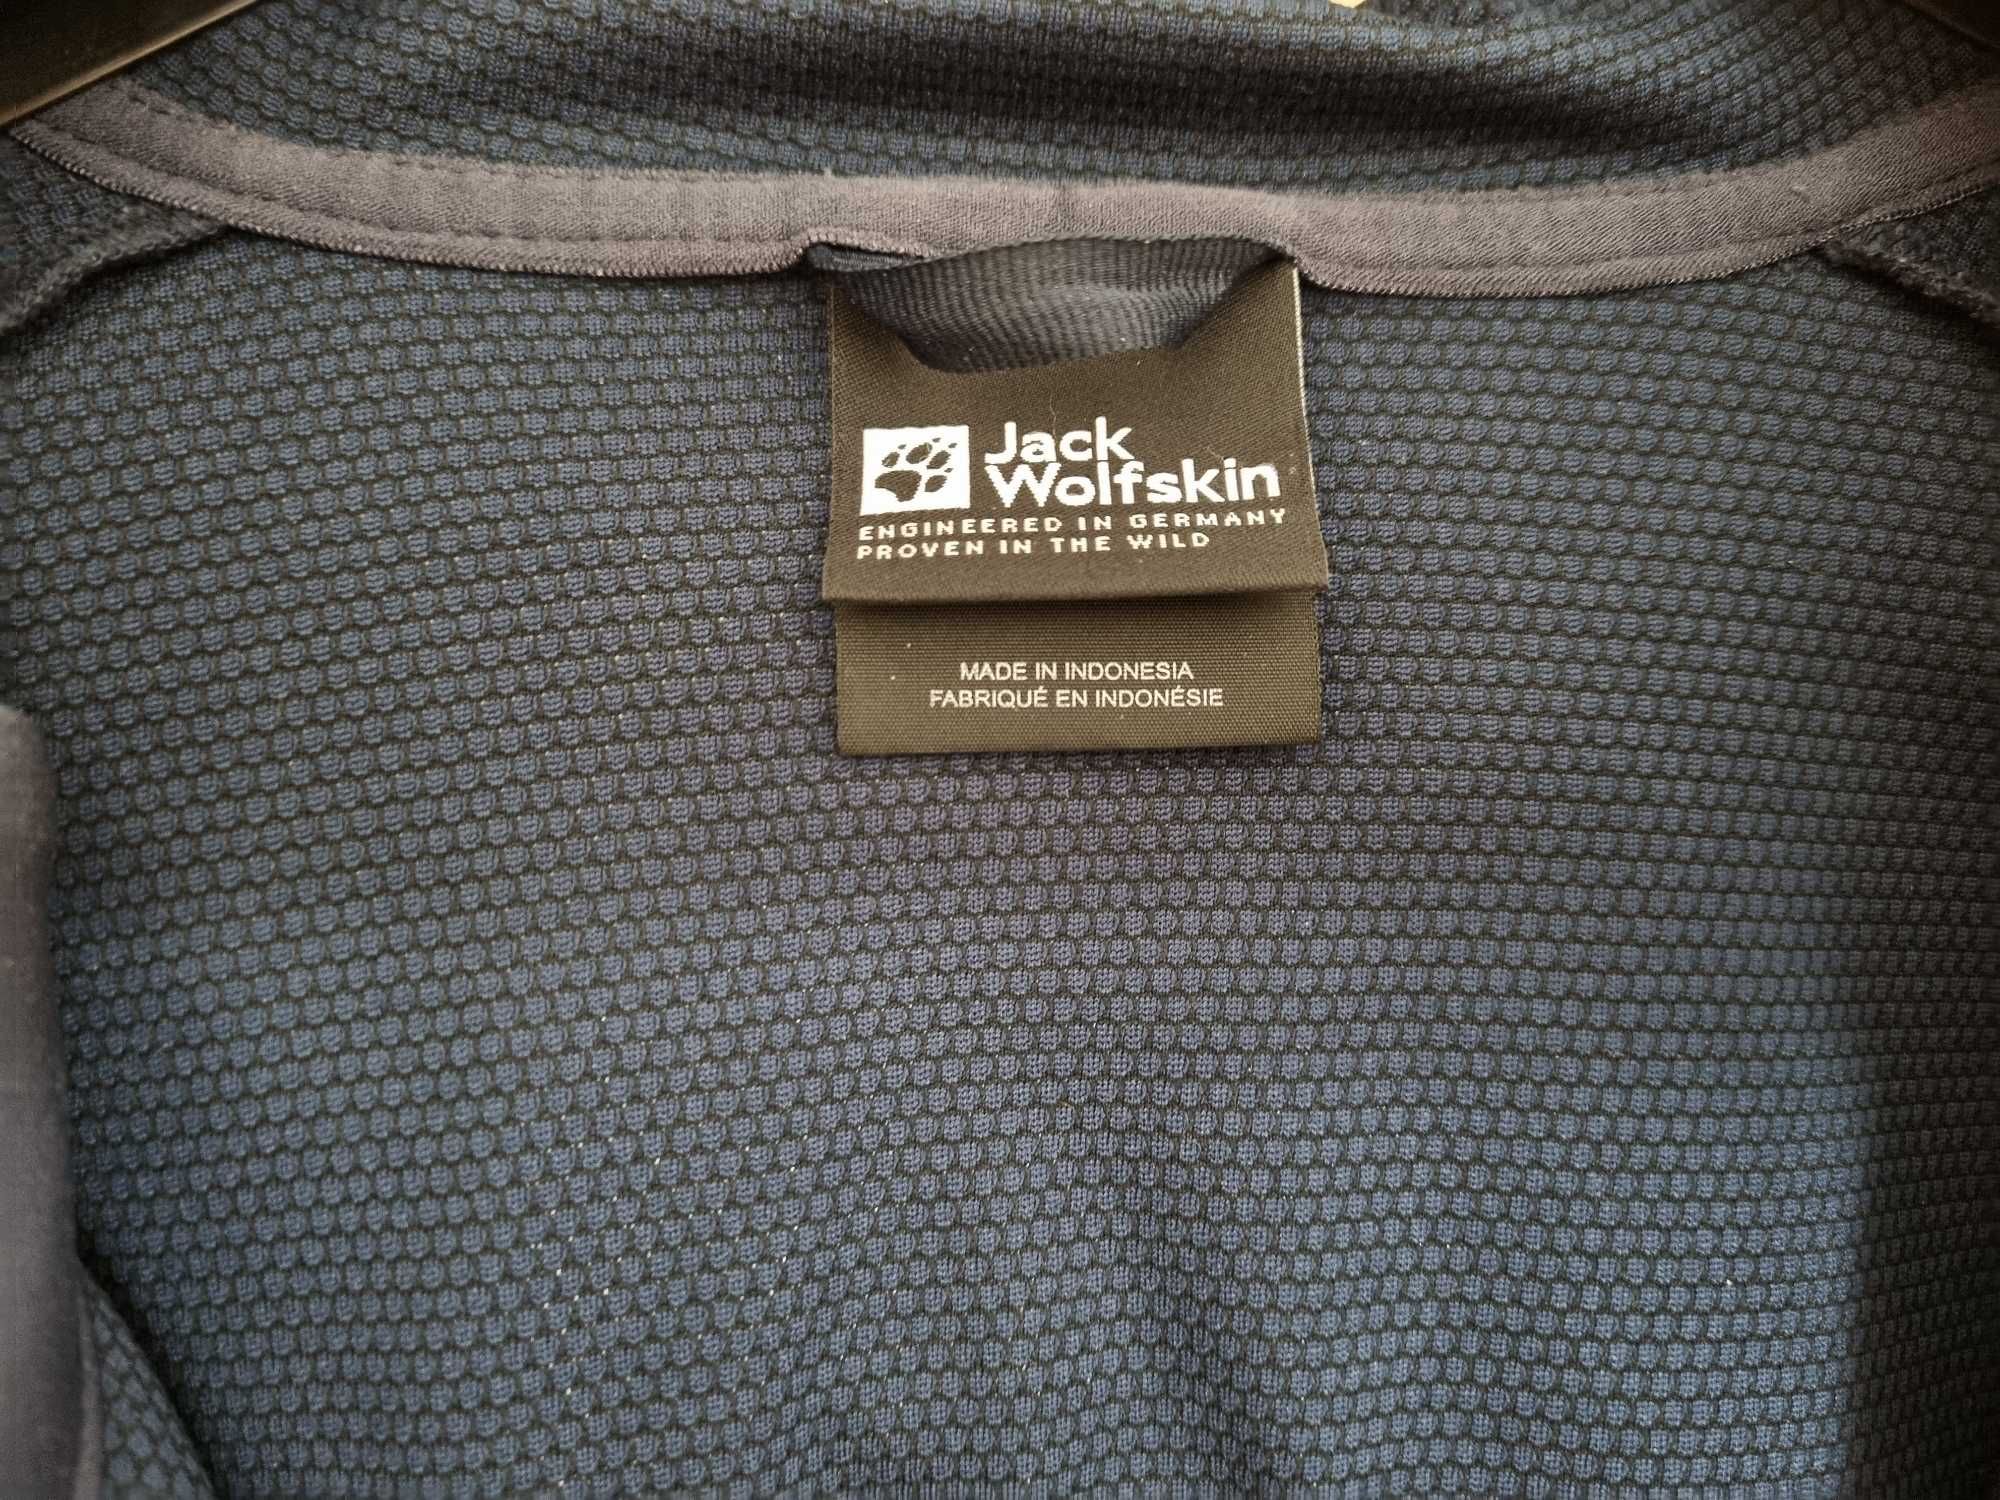 Jack
Wolfskin
ENGINEERED IN GERMANY
PROVEN IN THE WILD
MADE IN INDONESIA
FABRIQUÉ EN INDONÉSIE